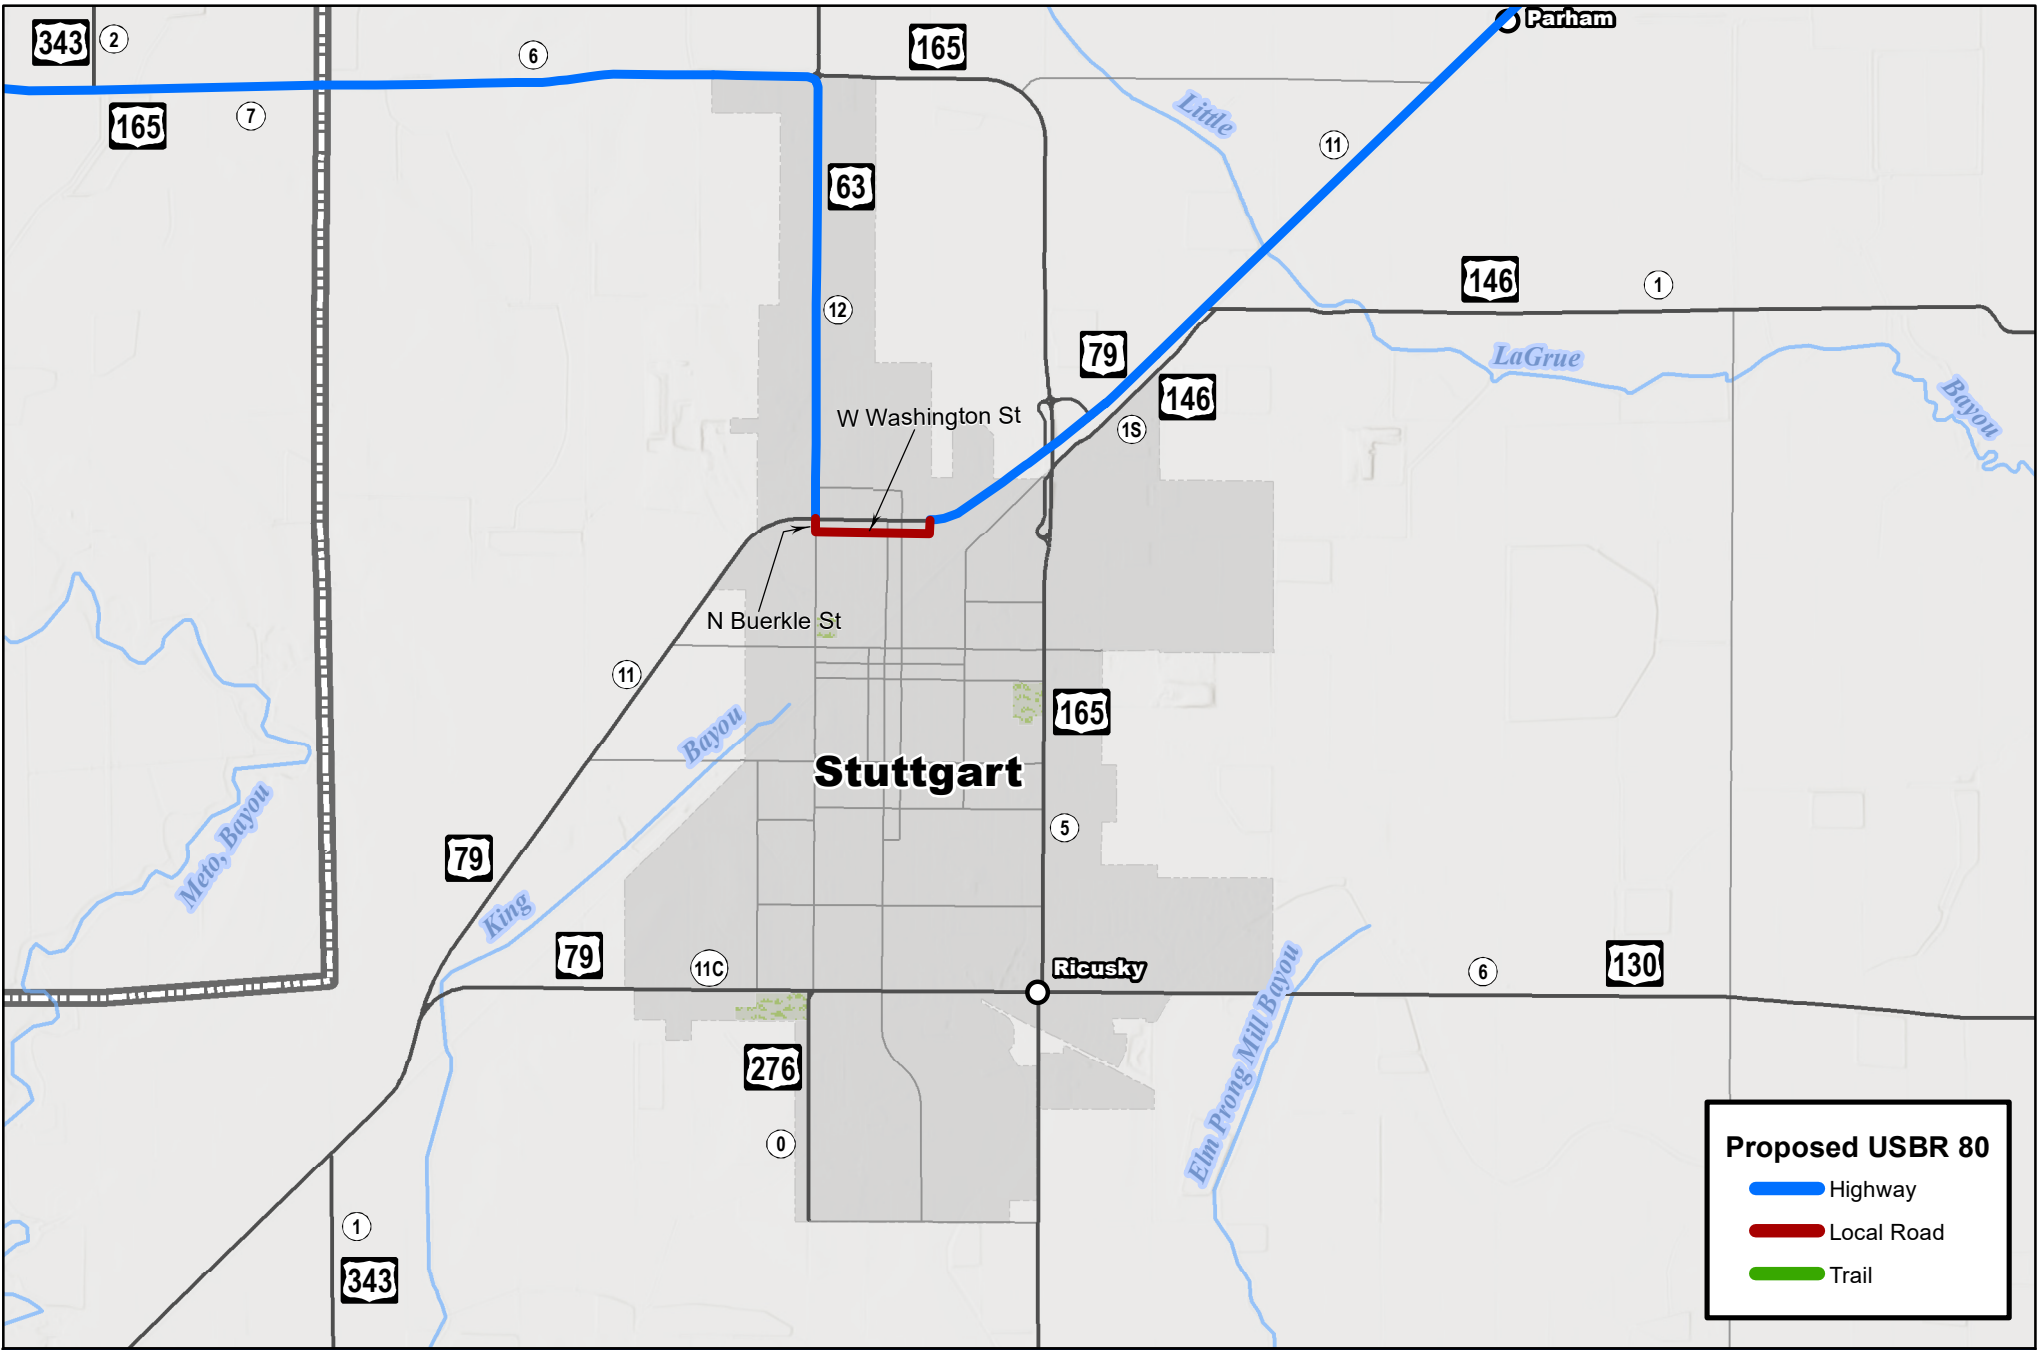 Parham
343
2
6
165
165
7
Little
11
63
146
1
12
79
LaGrue
146
Bayou
W Washington St
1S
N Buerkle St
11
165
Bayou
Stuttgart
Meto, Bayou
5
79
King
79
11C
Ricusky
6
130
Elm Prong Mill Bayou
276
0
1
343
Proposed USBR 80
Highway
Local Road
Trail